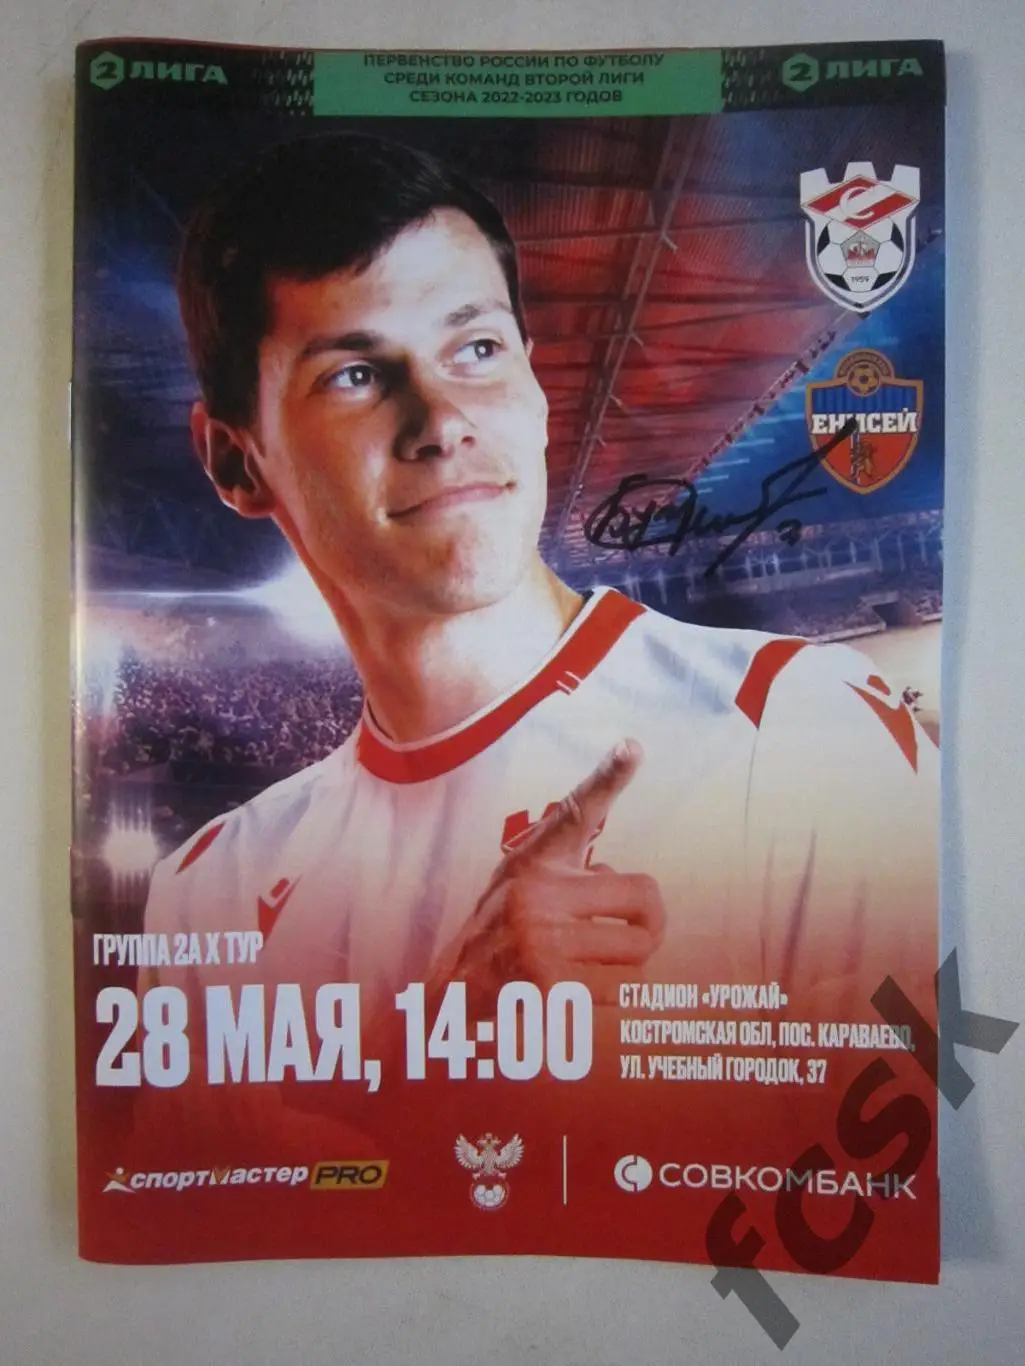 2 ЛИГА
ПЕРВЕНСТВО РОССИИ ПО ФУТБОЛУ
СРЕДИ КОМАНД ВТОРОЙ ЛИГИ
СЕЗОНА 2022-2023 ГОДОВ
2 ЛИГА
С
1959
ЕНИСЕЙ
ГРУППА 2А X ТУР
28 МАЯ, 14:00
СТАДИОН «УРОЖАЙ»
КОСТРОМСКАЯ ОБЛ, ПОС. КАРАВАЕВО,
УЛ. УЧЕБНЫЙ ГОРОДОК, 37
СПОРТМАСТЕР PRO
СОВКОМБАНК
fcsk